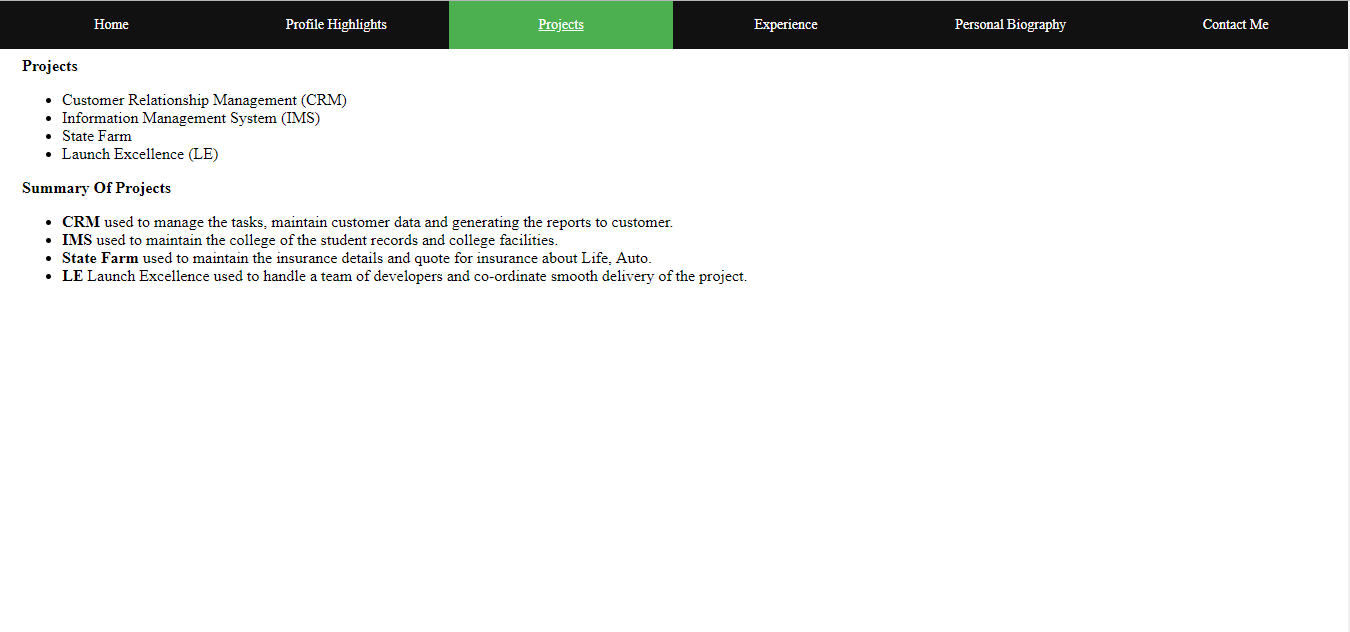 Home Profile Highlights Projects Experience Personal Biography Contact Me
Projects
Customer Relationship Management (CRM)
Information Management System (IMS)
State Farm
Launch Excellence (LE)
Summary Of Projects
CRM used to manage the tasks, maintain customer data and generating the reports to customer.
IMS used to maintain the college of the student records and college facilities.
State Farm used to maintain the insurance details and quote for insurance about Life, Auto.
LE Launch Excellence used to handle a team of developers and co-ordinate smooth delivery of the project.